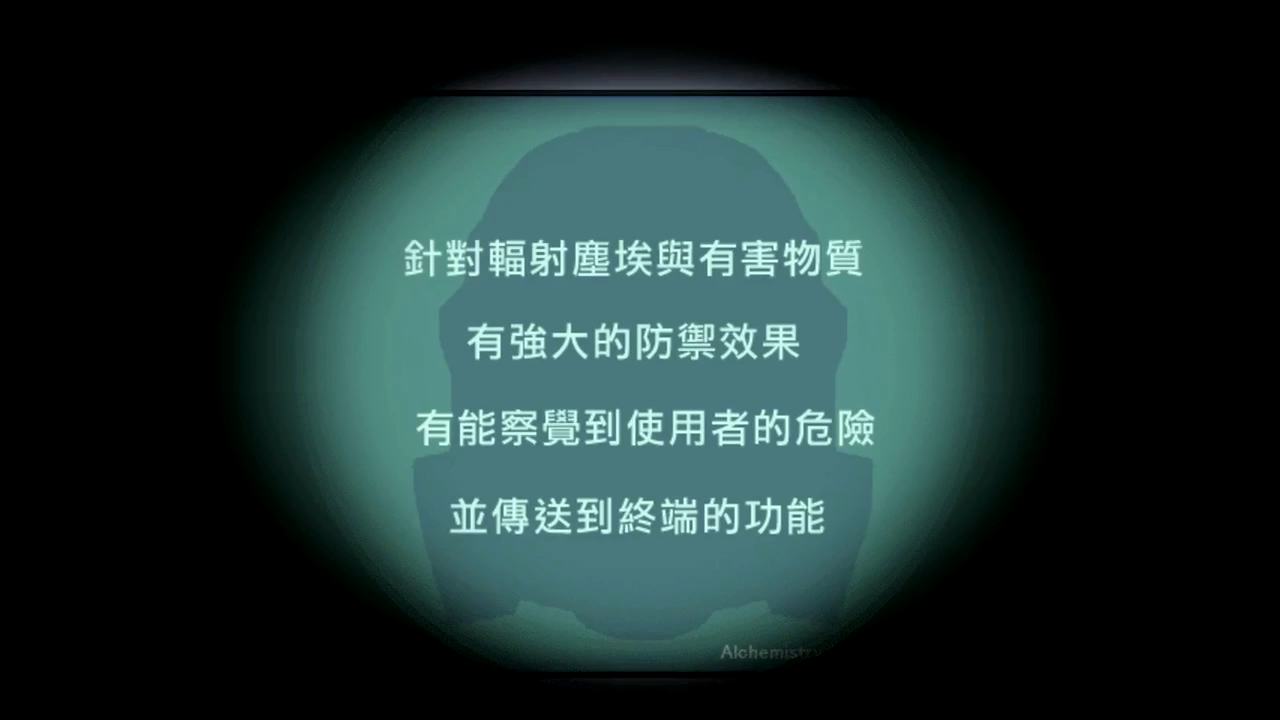 針對輻射塵埃與有害物質
有強大的防禦效果
有能察覺到使用者的危險
並傳送到終端的功能
Alchemistry